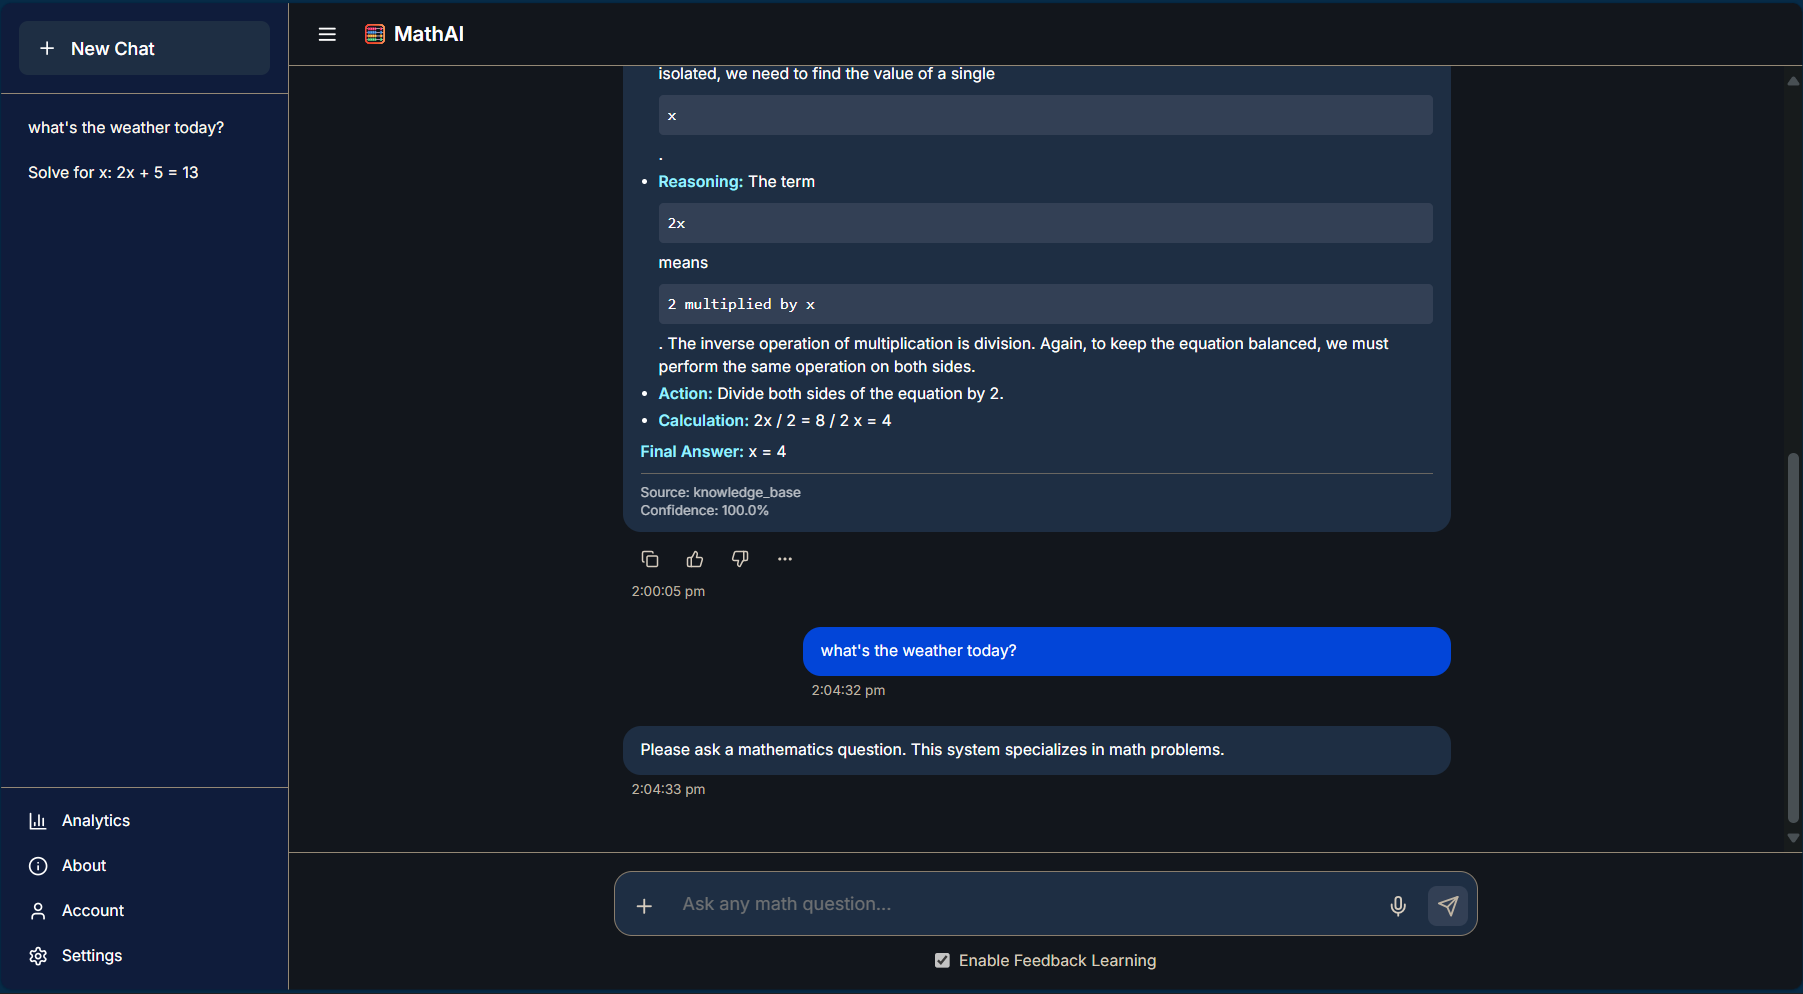 New Chat
what's the weather today?
Solve for x: 2x + 5 = 13
Analytics
About
Account
Settings
MathAI
isolated, we need to find the value of a single
x
.
• Reasoning: The term
2x
means
2 multiplied by x
. The inverse operation of multiplication is division. Again, to keep the equation balanced, we must
perform the same operation on both sides.
• Action: Divide both sides of the equation by 2.
• Calculation: 2x / 2 = 8 / 2 x = 4
Final Answer: x = 4
Source: knowledge_base
Confidence: 100.0%
2:00:05 pm
what's the weather today?
2:04:32 pm
Please ask a mathematics question. This system specializes in math problems.
2:04:33 pm
Ask any math question...
Enable Feedback Learning